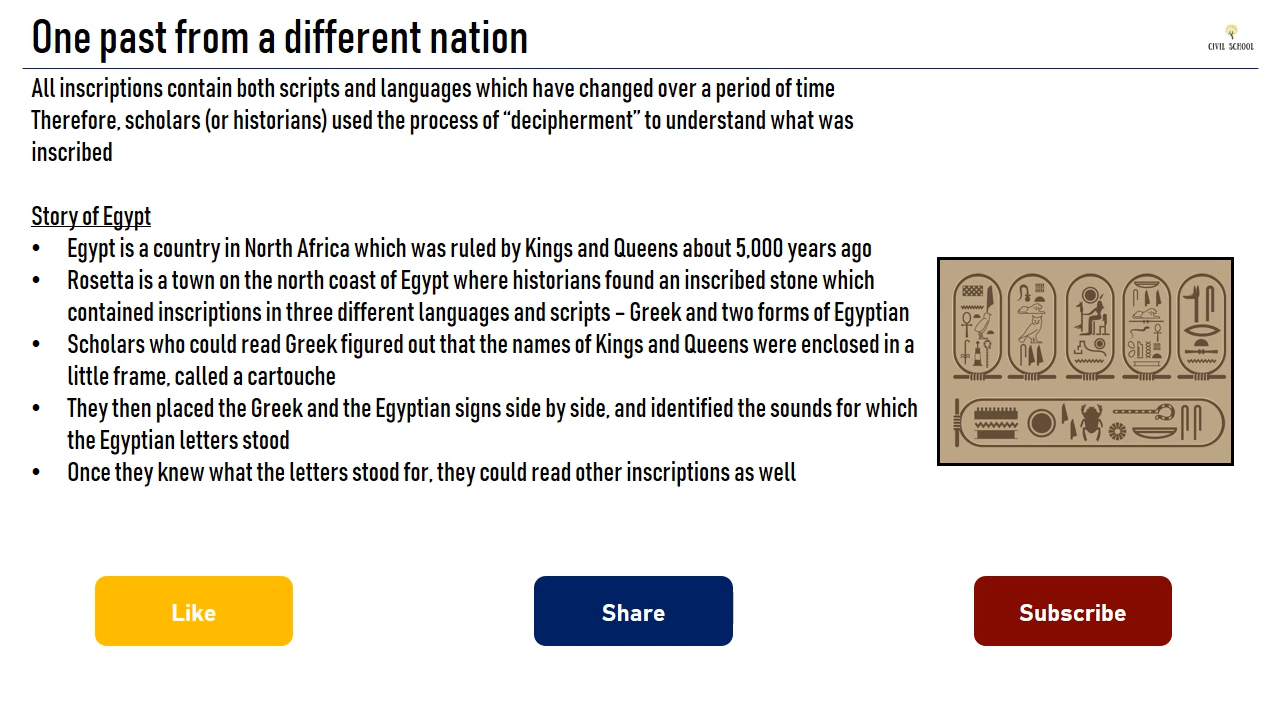 One past from a different nation
CIVIL SCHOOL
All inscriptions contain both scripts and languages which have changed over a period of time
Therefore, scholars (or historians) used the process of “decipherment” to understand what was
inscribed
Story of Egypt
• Egypt is a country in North Africa which was ruled by Kings and Queens about 5,000 years ago
• Rosetta is a town on the north coast of Egypt where historians found an inscribed stone which
contained inscriptions in three different languages and scripts – Greek and two forms of Egyptian
• Scholars who could read Greek figured out that the names of Kings and Queens were enclosed in a
little frame, called a cartouche
• They then placed the Greek and the Egyptian signs side by side, and identified the sounds for which
the Egyptian letters stood
• Once they knew what the letters stood for, they could read other inscriptions as well
Like
Share
Subscribe